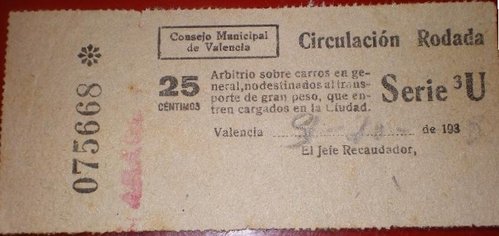 075668 *
Consejo Municipal
de Valencia
Circulación Rodada
25
CÉNTIMOS
Arbitrio sobre carros en ge-
neral, no destinados al trans-
porte de gran peso, que en-
tren cargados en la Ciudad.
Serie ³U
Valencia de 193
El Jefe Recaudador,